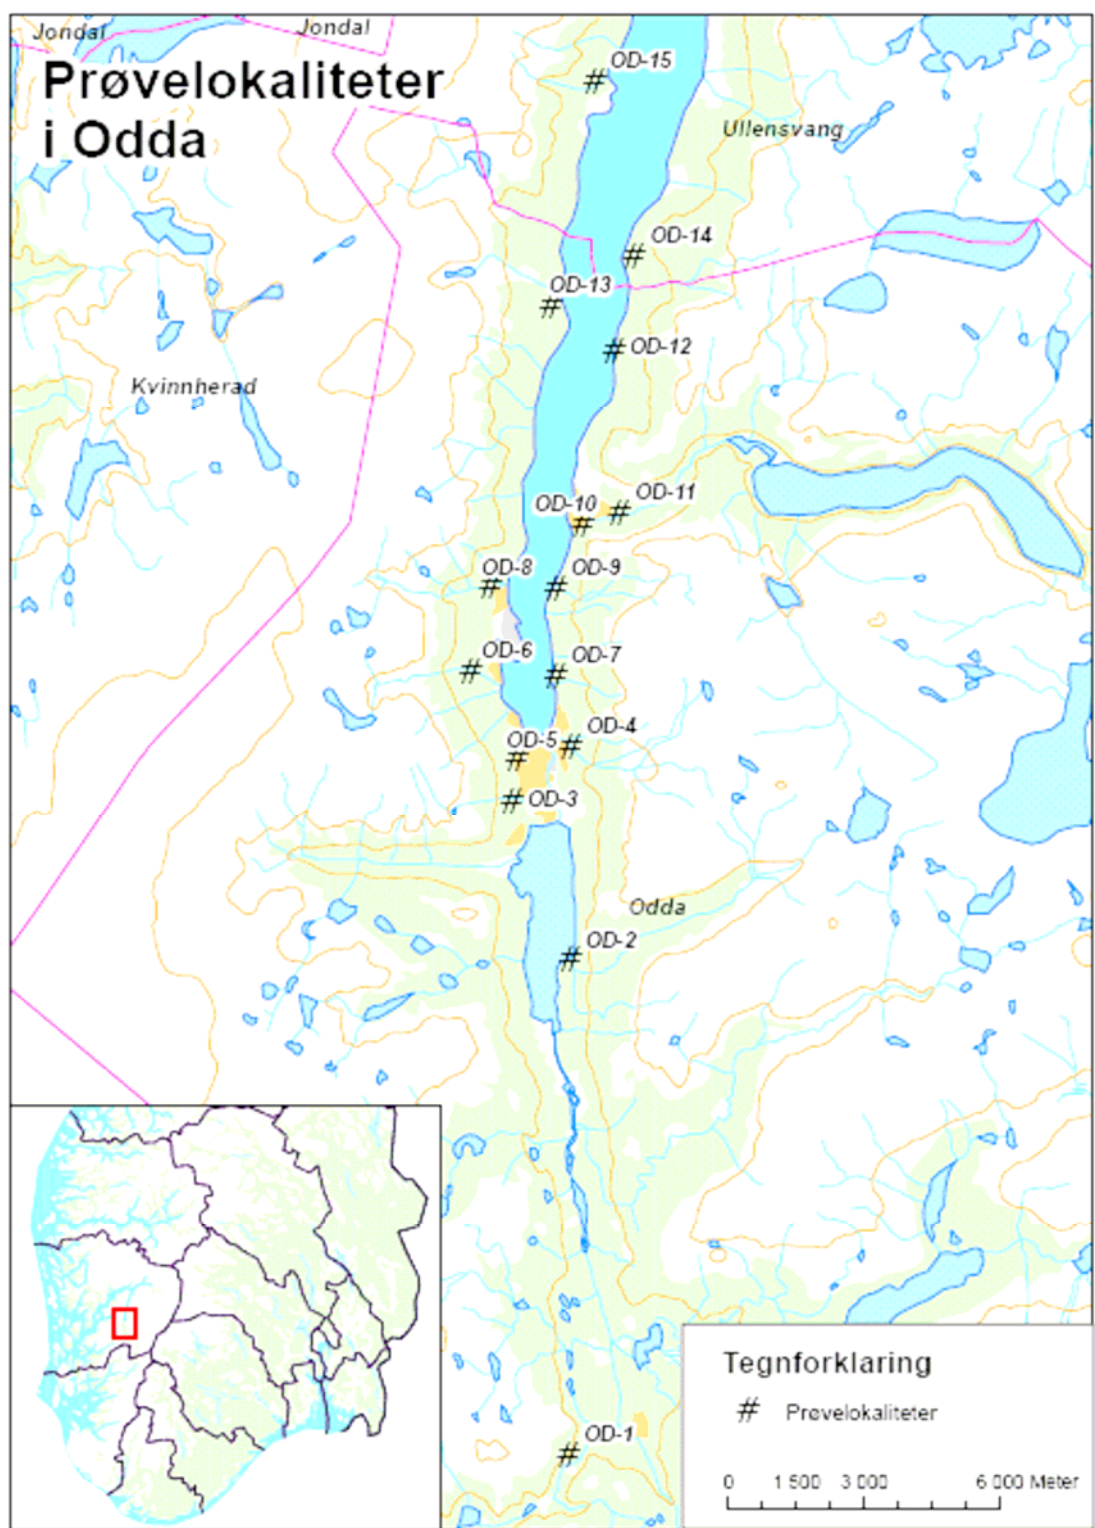 Jondal
Jondal
Prøvelokaliteter
i Odda
OD-15
Ullensvang
OD-14
OD-13
OD-12
Kvinnherad
OD-11
OD-10
OD-8
OD-9
OD-6
OD-7
OD-4
OD-5
OD-3
Odda
OD-2
OD-1
Tegnforklaring
# Prøvelokaliteter
0 1 500 3 000 6 000 Meter